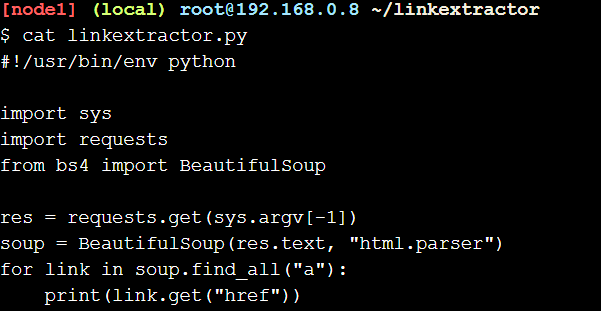 [node1] (local) root@192.168.0.8 ~/linkextractor
$ cat linkextractor.py
#!/usr/bin/env python

import sys
import requests
from bs4 import BeautifulSoup

res = requests.get(sys.argv[-1])
soup = BeautifulSoup(res.text, "html.parser")
for link in soup.find_all("a"):
    print(link.get("href"))